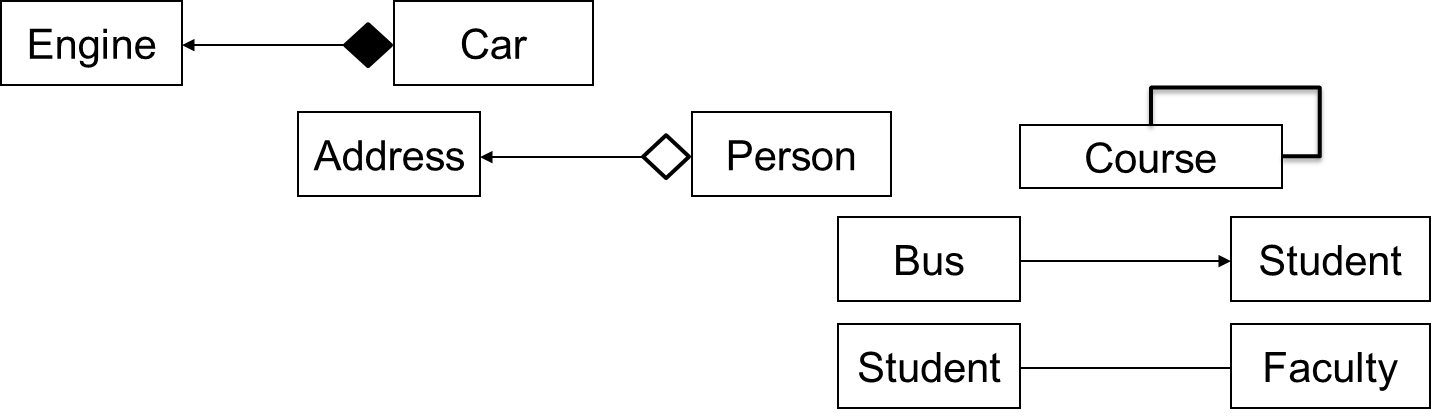 Engine
Car
Address
Person
Course
Bus
Student
Student
Faculty